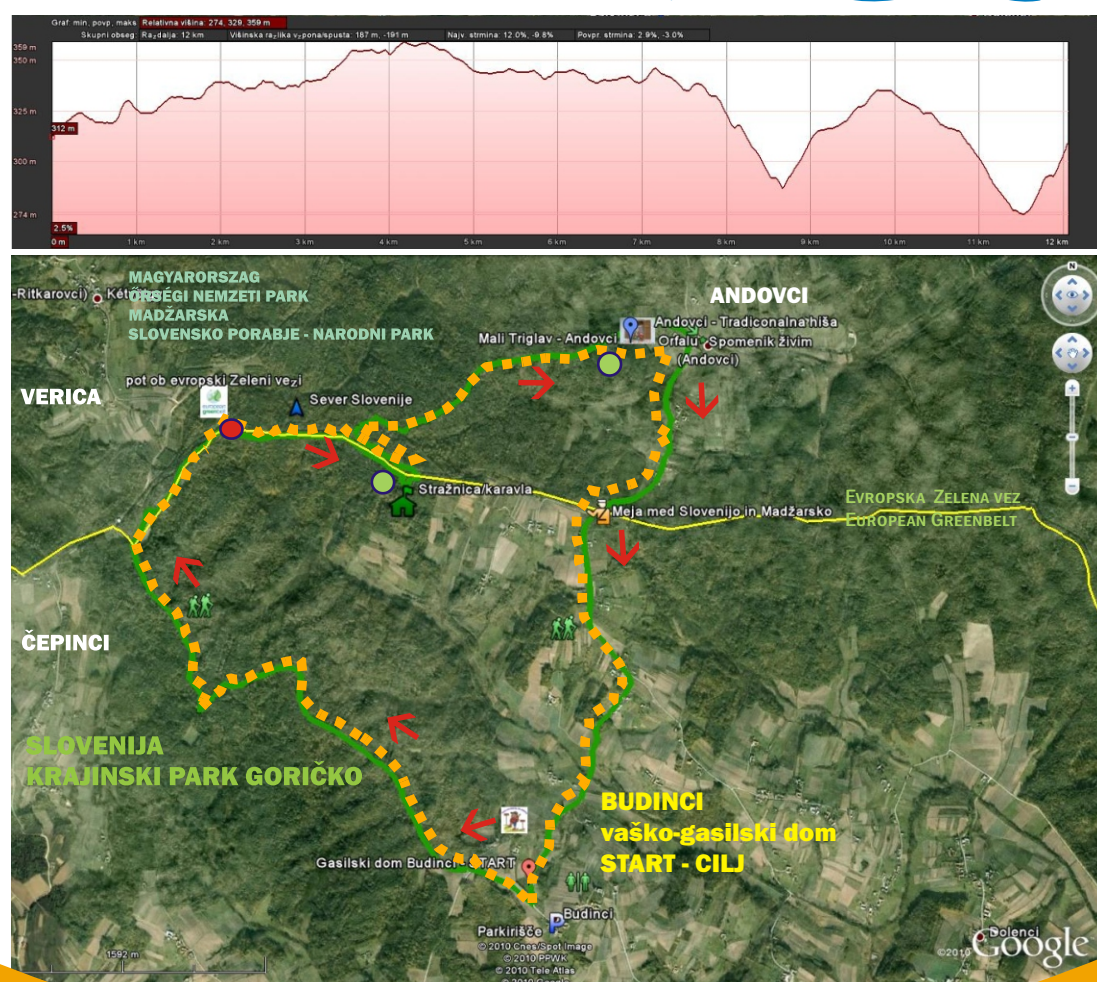 Graf min, povp, maks Relativna višina: 274, 329, 359 m
Skupni obseg: Razdalja: 12 km Višinska razlika vzpona/spusta: 187 m, -191 m Najv. strmina: 12.0%, -9.8% Povpr. strmina: 2.9%, -3.0%
359 m
350 m
325 m
312 m
300 m
274 m
2.5%
0 m 1 km 2 km 3 km 4 km 5 km 6 km 7 km 8 km 9 km 10 km 11 km 12 km
MAGYARORSZAG
-Ritkarovci)
ŐRSÉGI NEMZETI PARK
MADŽARSKA
SLOVENSKO PORABJE - NARODNI PARK
ANDOVCI
Andovci - Tradiconalna hiša
Mali Triglav - Andovci
Orfalu Spomenik živim
(Andovci)
pot ob evropski Zeleni vezi
VERICA
Sever Slovenije
Stražnica/karavla
EVROPSKA ZELENA VEZ
EUROPEAN GREENBELT
Meja med Slovenijo in Madžarsko
ČEPINCI
SLOVENIJA
KRAJINSKI PARK GORIČKO
BUDINCI
vaško-gasilski dom
START - CILJ
Gasilski dom Budinci - START
Budinci
Parkirišče
P
N
Dolenci
© 2010 Cnes/Spot Image
© 2010 PPWK
© 2010 Tele Atlas
©2010 Google
1592 m